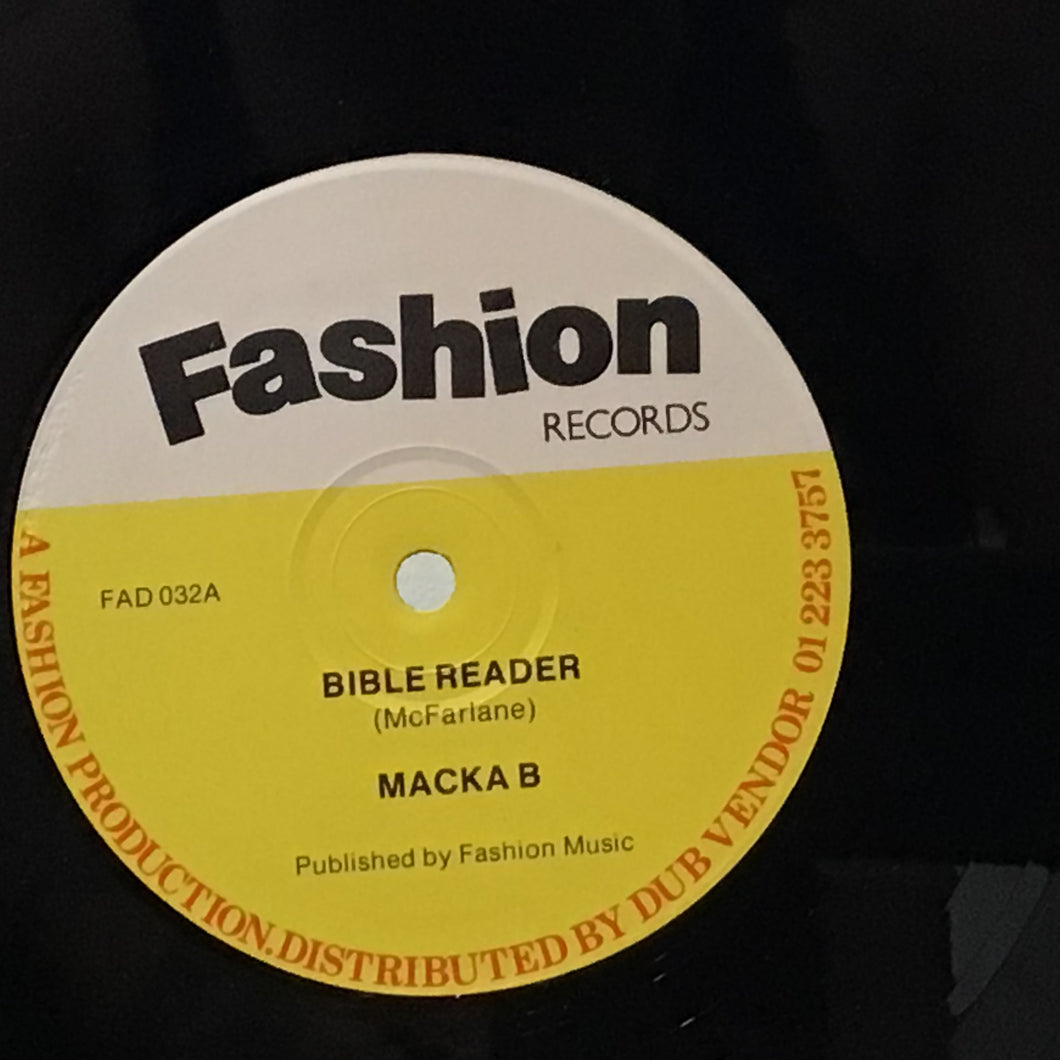 Fashion
RECORDS
FAD 032A
BIBLE READER
(McFarlane)
MACKA B
Published by Fashion Music
A FASHION PRODUCTION.DISTRIBUTED BY DUB VENDOR 01 223 3757